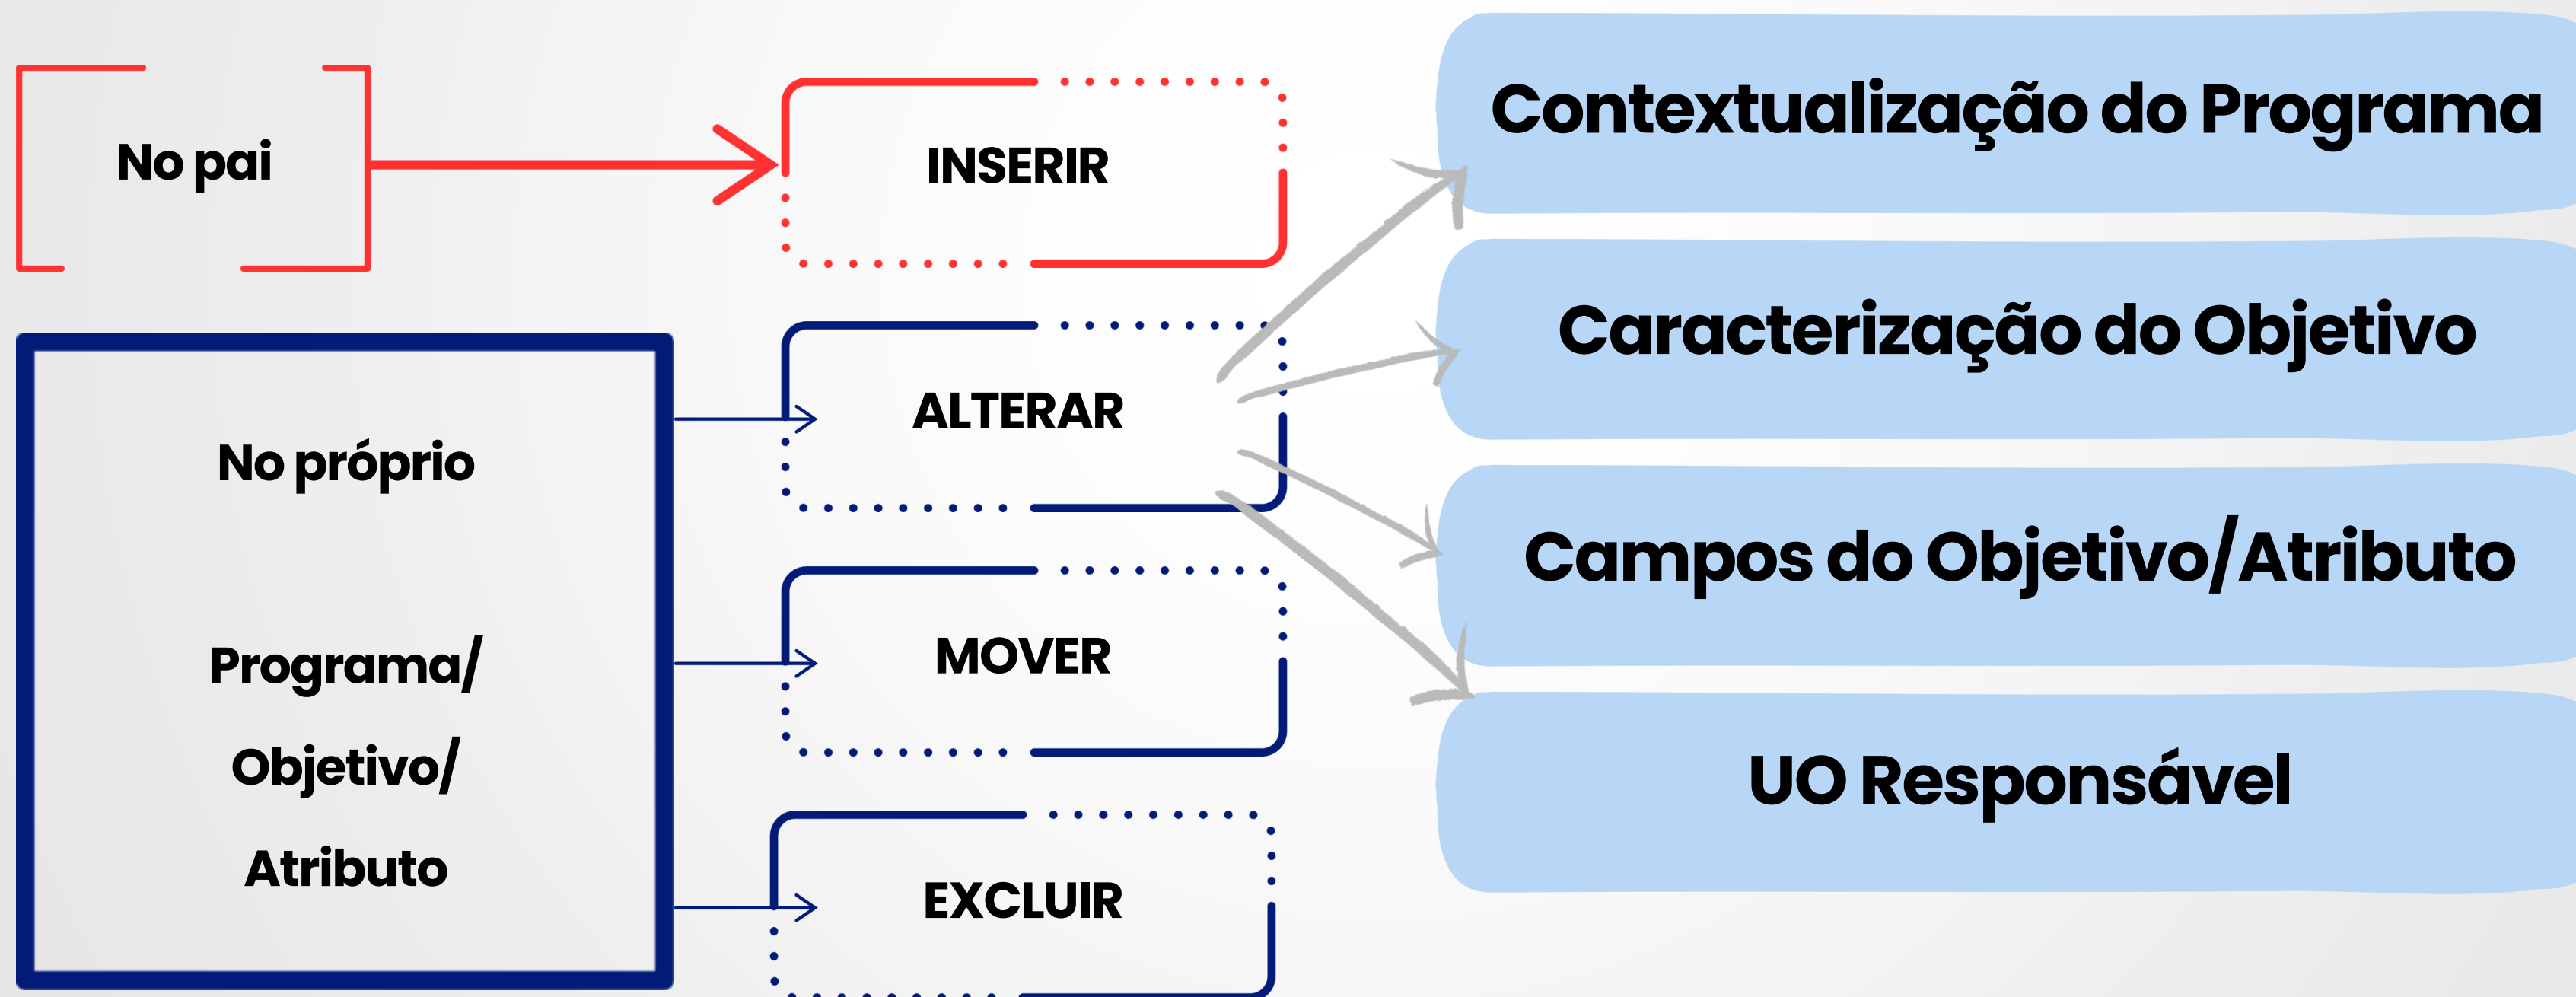 No pai
INSERIR
No próprio
Programa/
Objetivo/
Atributo
ALTERAR
MOVER
EXCLUIR
Contextualização do Programa
Caracterização do Objetivo
Campos do Objetivo/Atributo
UO Responsável